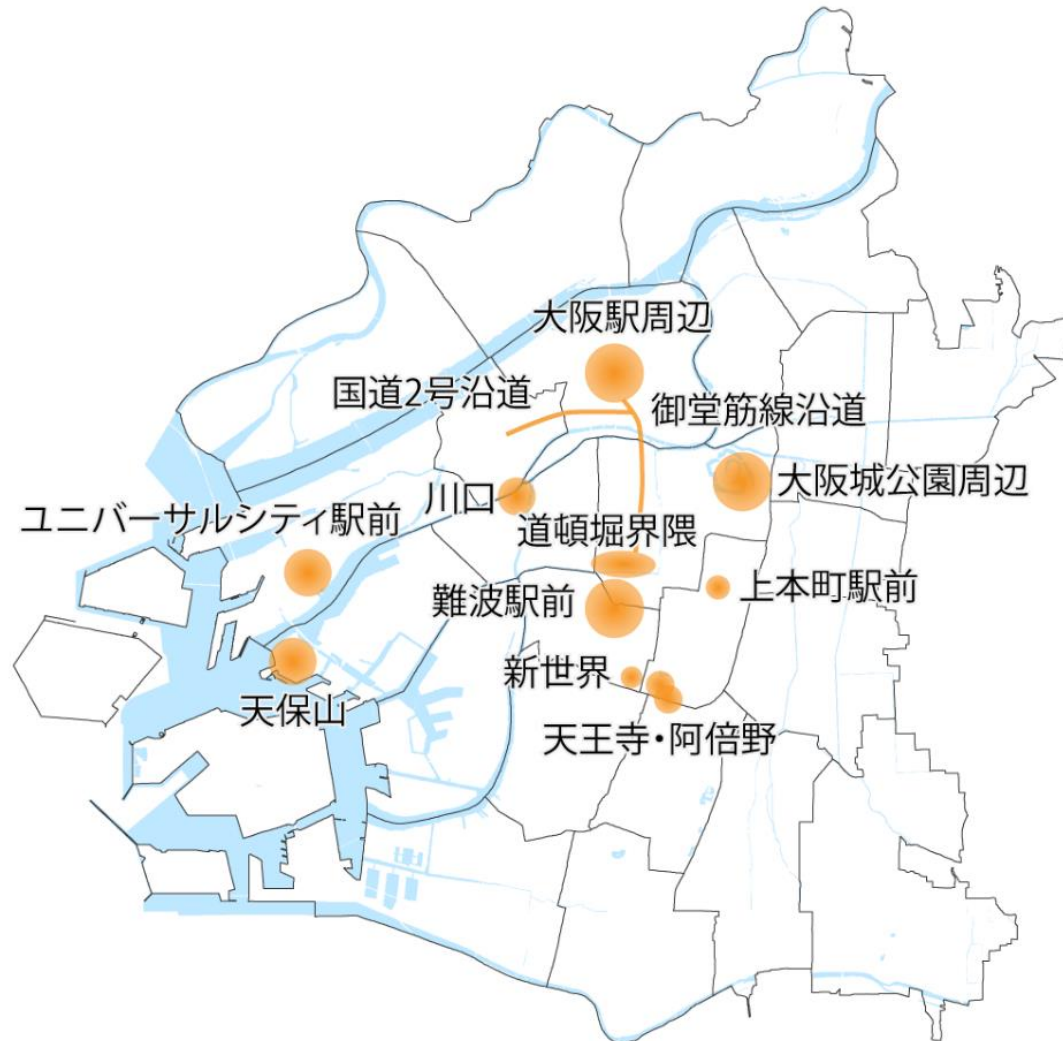 大阪駅周辺
国道2号沿道
御堂筋線沿道
大阪城公園周辺
川口
ユニバーサルシティ駅前
道頓堀界隈
上本町駅前
難波駅前
新世界
天保山
天王寺・阿倍野